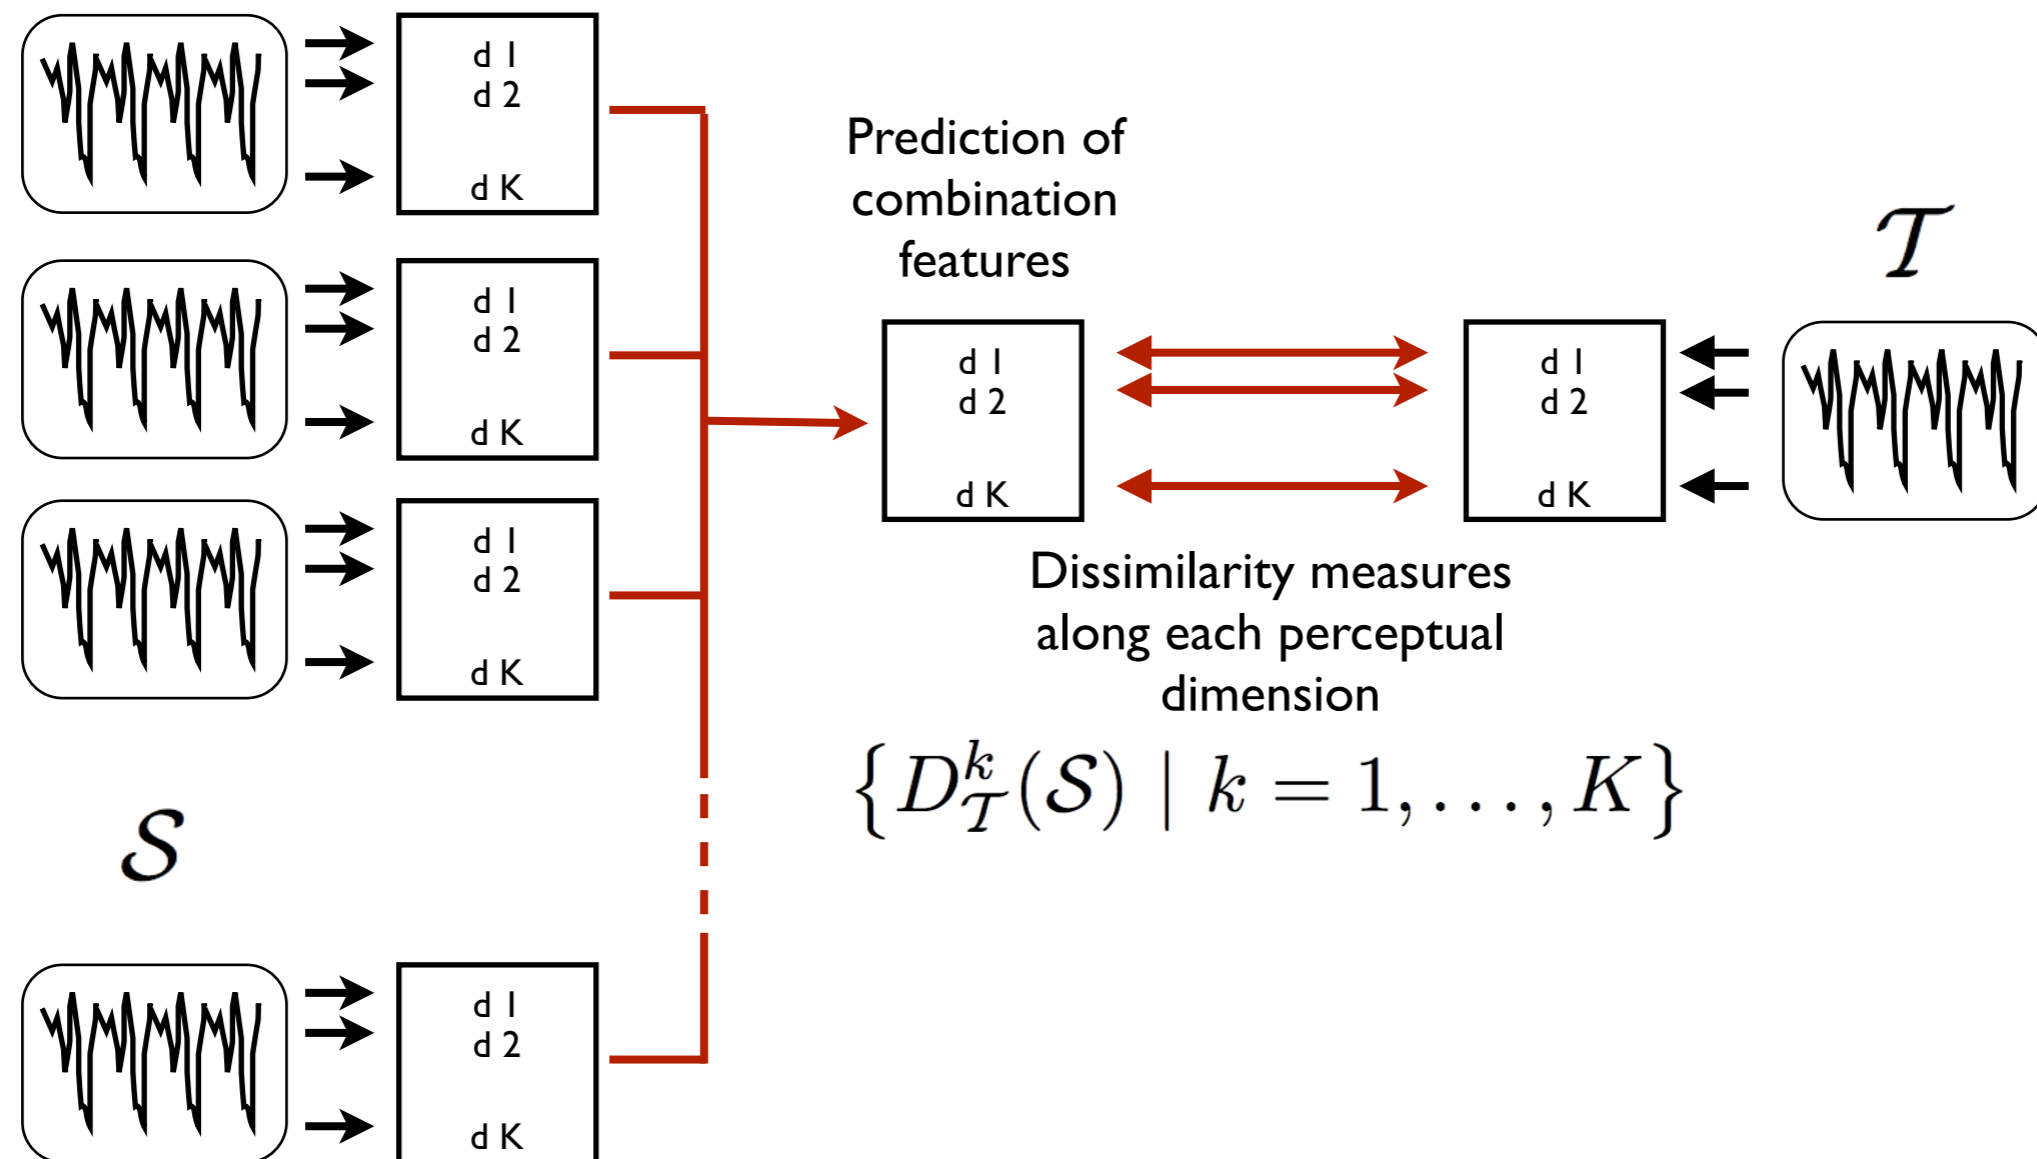 d 1
d 2
d K
d 1
d 2
d K
d 1
d 2
d K
𝒮
d 1
d 2
d K
Prediction of
combination
features
d 1
d 2
d K
Dissimilarity measures
along each perceptual
dimension
{D^k_𝒯(𝒮) | k = 1, . . . , K}
d 1
d 2
d K
𝒯